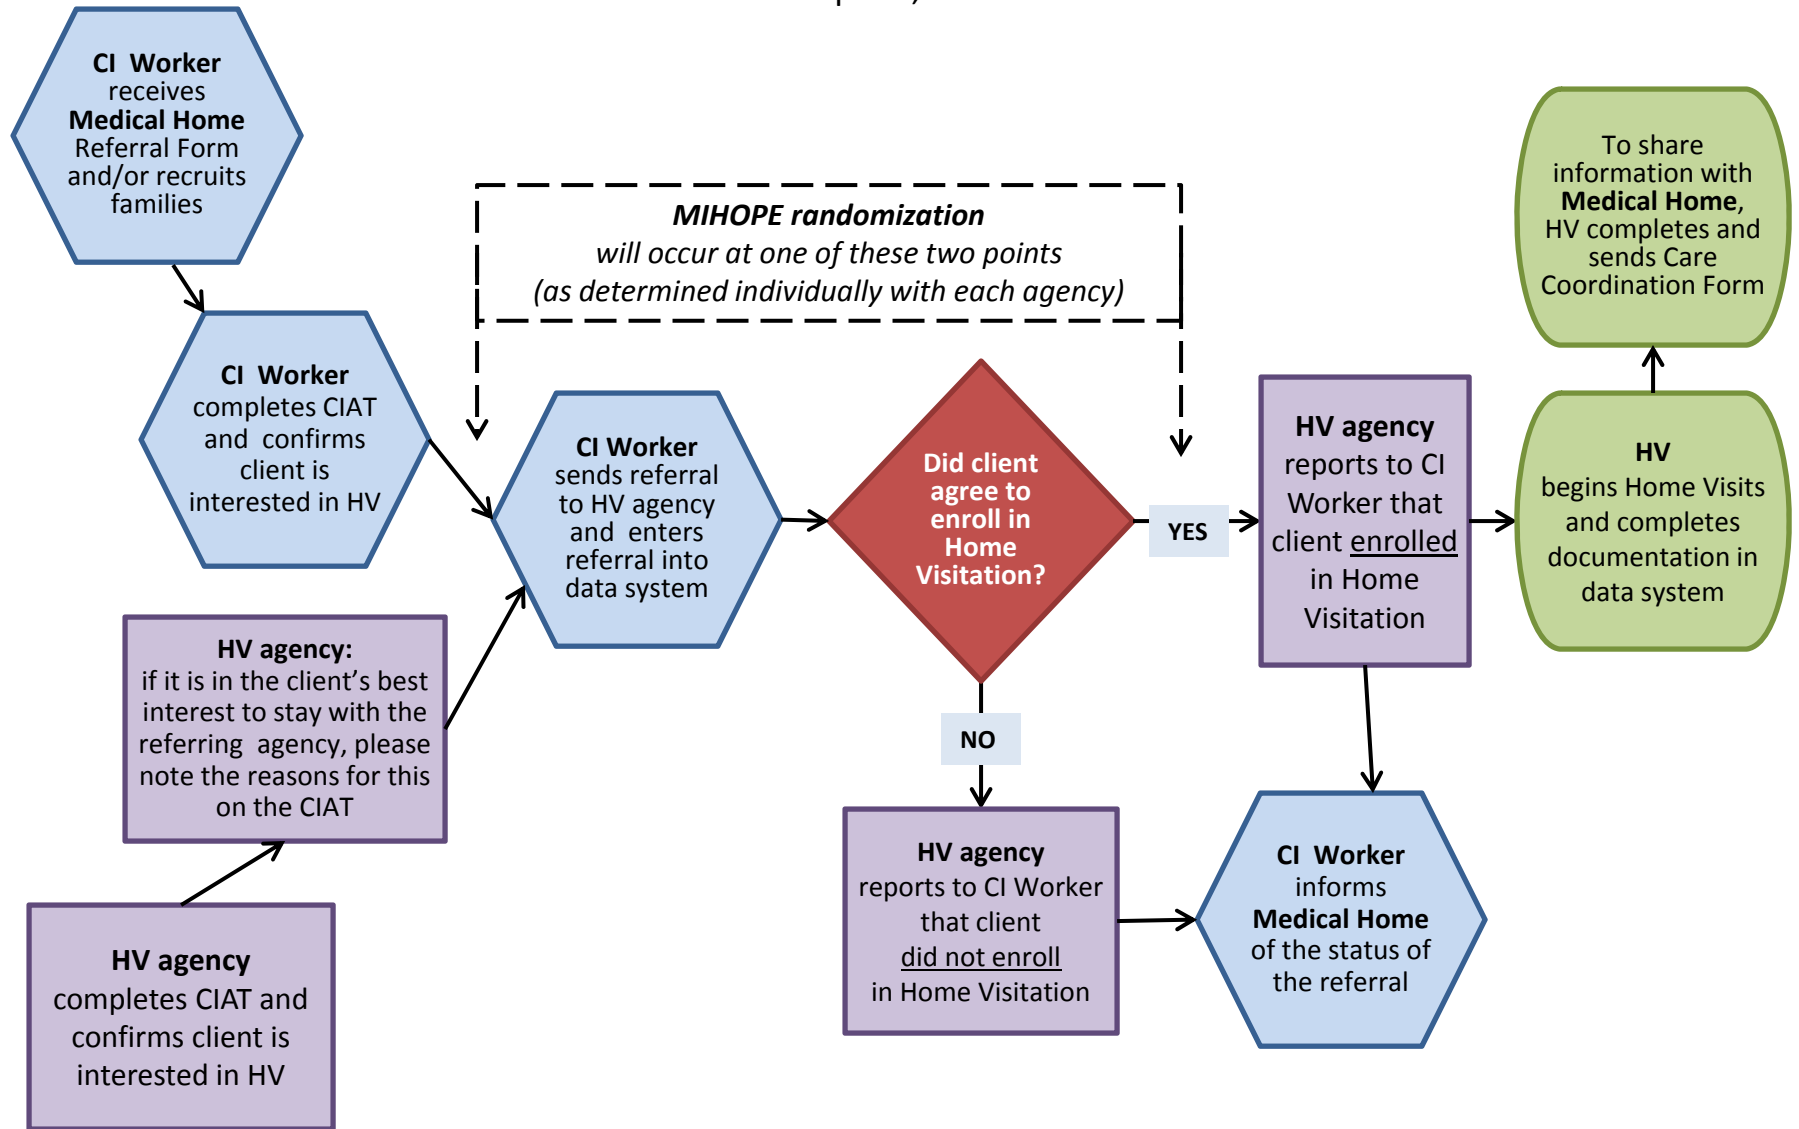 CI Worker
receives
Medical Home
Referral Form
and/or recruits
families
MIHOPE randomization
will occur at one of these two points
(as determined individually with each agency)
To share
information with
Medical Home,
HV completes and
sends Care
Coordination Form
CI Worker
completes CIAT
and confirms
client is
interested in HV
CI Worker
sends referral
to HV agency
and enters
referral into
data system
Did client
agree to
enroll in
Home
Visitation?
YES
HV agency
reports to CI
Worker that
client enrolled
in Home
Visitation
HV
begins Home Visits
and completes
documentation in
data system
HV agency:
if it is in the client’s best
interest to stay with the
referring agency, please
note the reasons for this
on the CIAT
NO
HV agency
reports to CI Worker
that client
did not enroll
in Home Visitation
CI Worker
informs
Medical Home
of the status of
the referral
HV agency
completes CIAT and
confirms client is
interested in HV